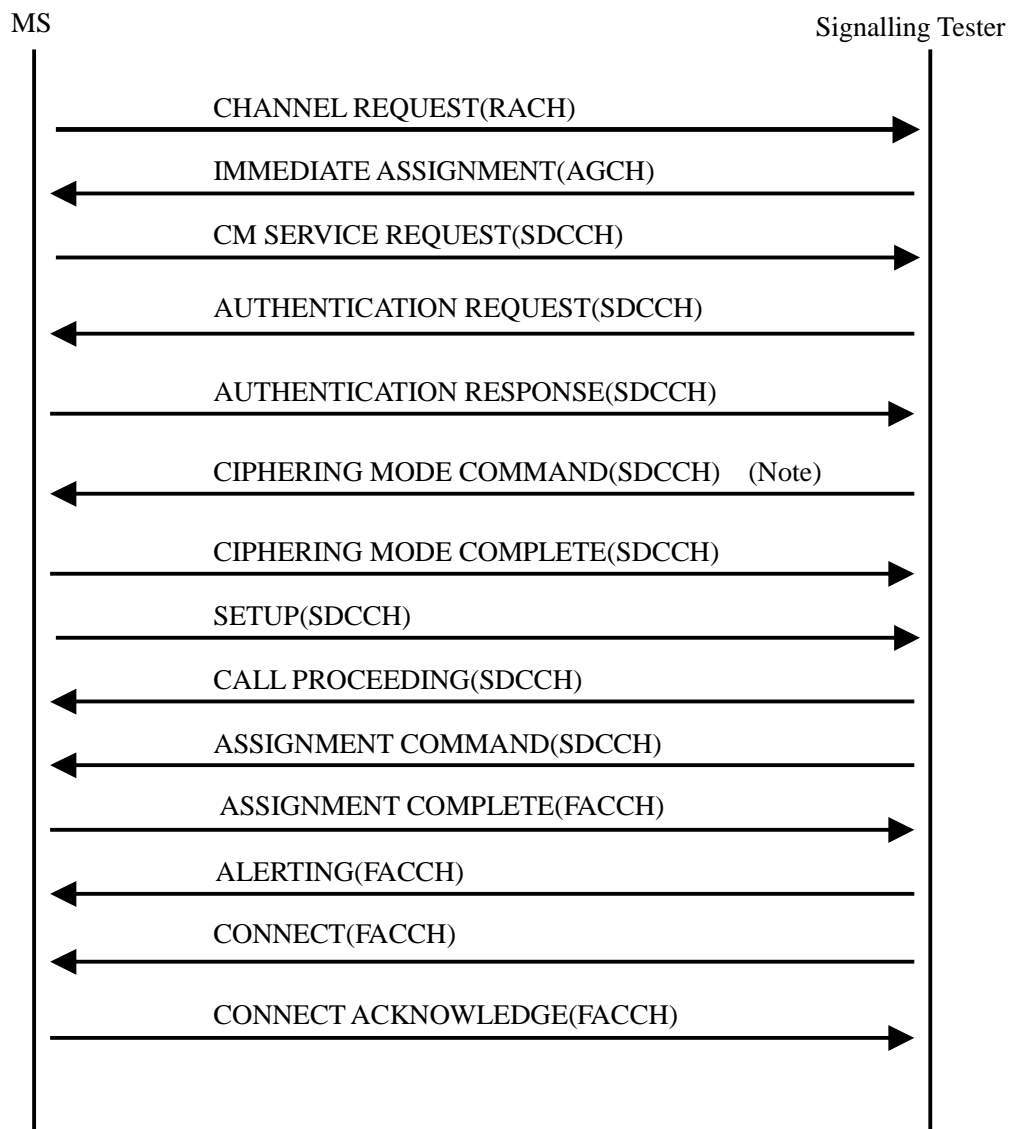 MS
Signalling Tester
CHANNEL REQUEST(RACH)
IMMEDIATE ASSIGNMENT(AGCH)
CM SERVICE REQUEST(SDCCH)
AUTHENTICATION REQUEST(SDCCH)
AUTHENTICATION RESPONSE(SDCCH)
CIPHERING MODE COMMAND(SDCCH) (Note)
CIPHERING MODE COMPLETE(SDCCH)
SETUP(SDCCH)
CALL PROCEEDING(SDCCH)
ASSIGNMENT COMMAND(SDCCH)
ASSIGNMENT COMPLETE(FACCH)
ALERTING(FACCH)
CONNECT(FACCH)
CONNECT ACKNOWLEDGE(FACCH)